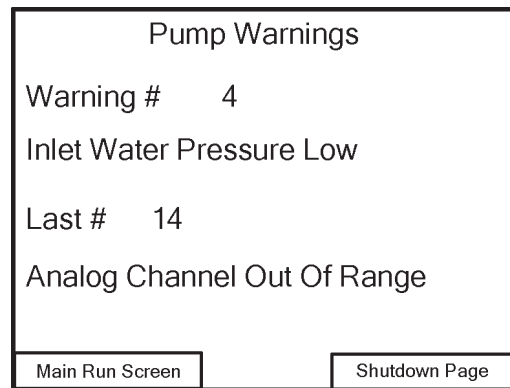 Pump Warnings
Warning # 4
Inlet Water Pressure Low
Last # 14
Analog Channel Out Of Range
Main Run Screen
Shutdown Page